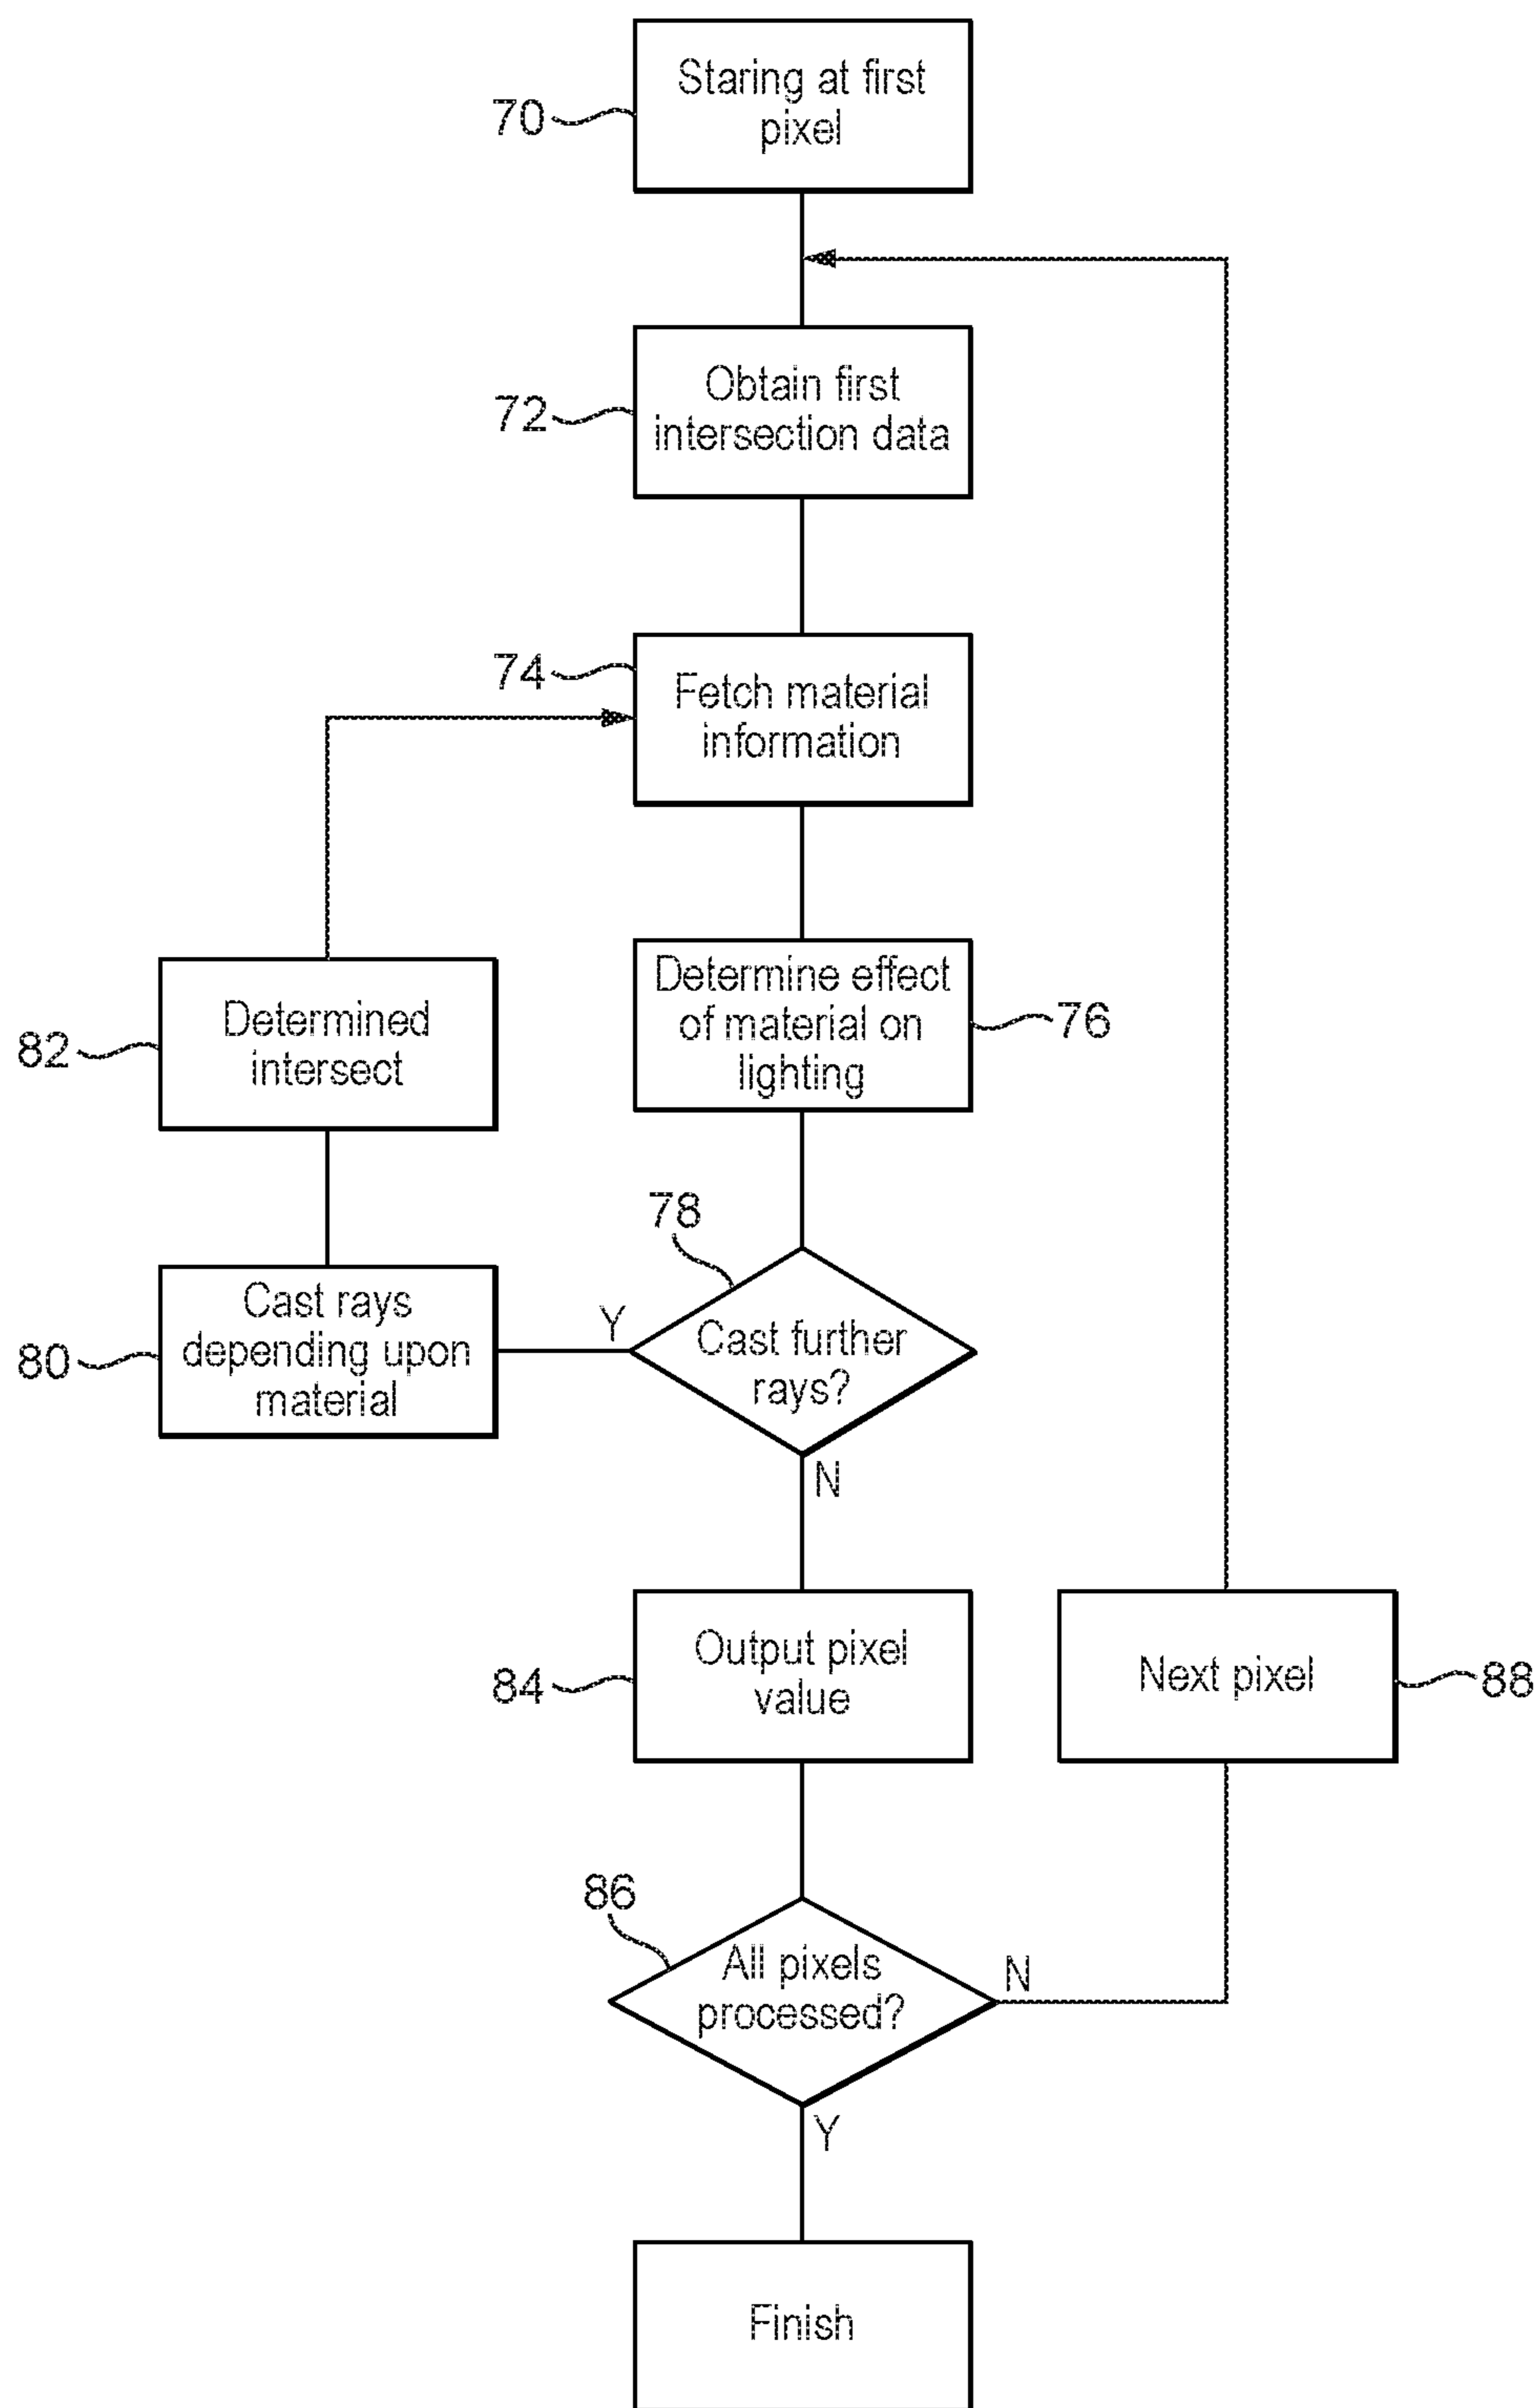 Staring at first
pixel
70
Obtain first
intersection data
72
74
Fetch material
information
Determine effect
of material on
lighting
76
82
Determined
intersect
78
Y
Cast further
rays?
80
Cast rays
depending upon
material
N
84
Output pixel
value
Next pixel
88
86
All pixels
processed?
N
Y
Finish